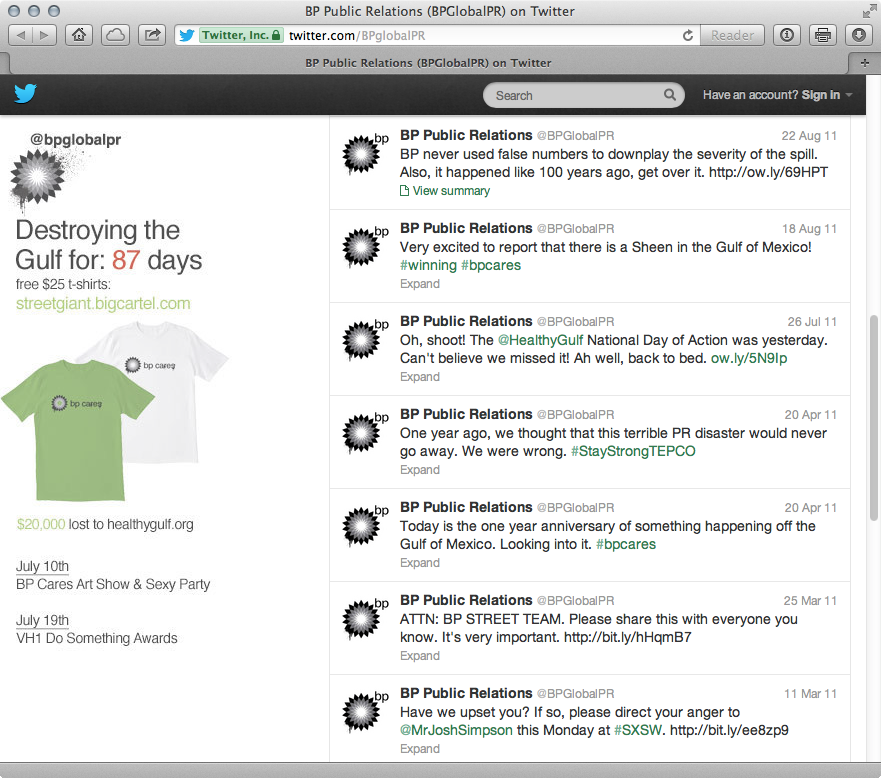 BP Public Relations (BPGlobalPR) on Twitter
Twitter, Inc. twitter.com/BPglobalPR
Reader
BP Public Relations (BPGlobalPR) on Twitter
Search
Have an account? Sign in
@bpglobalpr
Destroying the
Gulf for: 87 days
free $25 t-shirts:
streetgiant.bigcartel.com
bp cares
bp cares
$20,000 lost to healthygulf.org
July 10th
BP Cares Art Show & Sexy Party
July 19th
VH1 Do Something Awards
bp
BP Public Relations @BPGlobalPR 22 Aug 11
BP never used false numbers to downplay the severity of the spill.
Also, it happened like 100 years ago, get over it. http://ow.ly/69HPT
View summary
bp
BP Public Relations @BPGlobalPR 18 Aug 11
Very excited to report that there is a Sheen in the Gulf of Mexico!
#winning #bpcares
Expand
bp
BP Public Relations @BPGlobalPR 26 Jul 11
Oh, shoot! The @HealthyGulf National Day of Action was yesterday.
Can't believe we missed it! Ah well, back to bed. ow.ly/5N9Ip
Expand
bp
BP Public Relations @BPGlobalPR 20 Apr 11
One year ago, we thought that this terrible PR disaster would never
go away. We were wrong. #StayStrongTEPCO
Expand
bp
BP Public Relations @BPGlobalPR 20 Apr 11
Today is the one year anniversary of something happening off the
Gulf of Mexico. Looking into it. #bpcares
Expand
bp
BP Public Relations @BPGlobalPR 25 Mar 11
ATTN: BP STREET TEAM. Please share this with everyone you
know. It's very important. http://bit.ly/hHqmB7
Expand
bp
BP Public Relations @BPGlobalPR 11 Mar 11
Have we upset you? If so, please direct your anger to
@MrJoshSimpson this Monday at #SXSW. http://bit.ly/ee8zp9
Expand